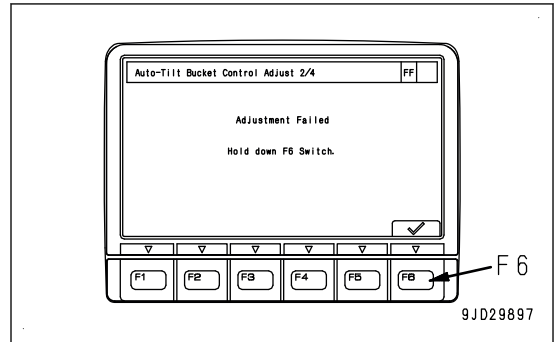 Auto-Tilt Bucket Control Adjust 2/4 FF
Adjustment Failed
Hold down F6 Switch.
F1 F2 F3 F4 F5 F6
F6
9JD29897